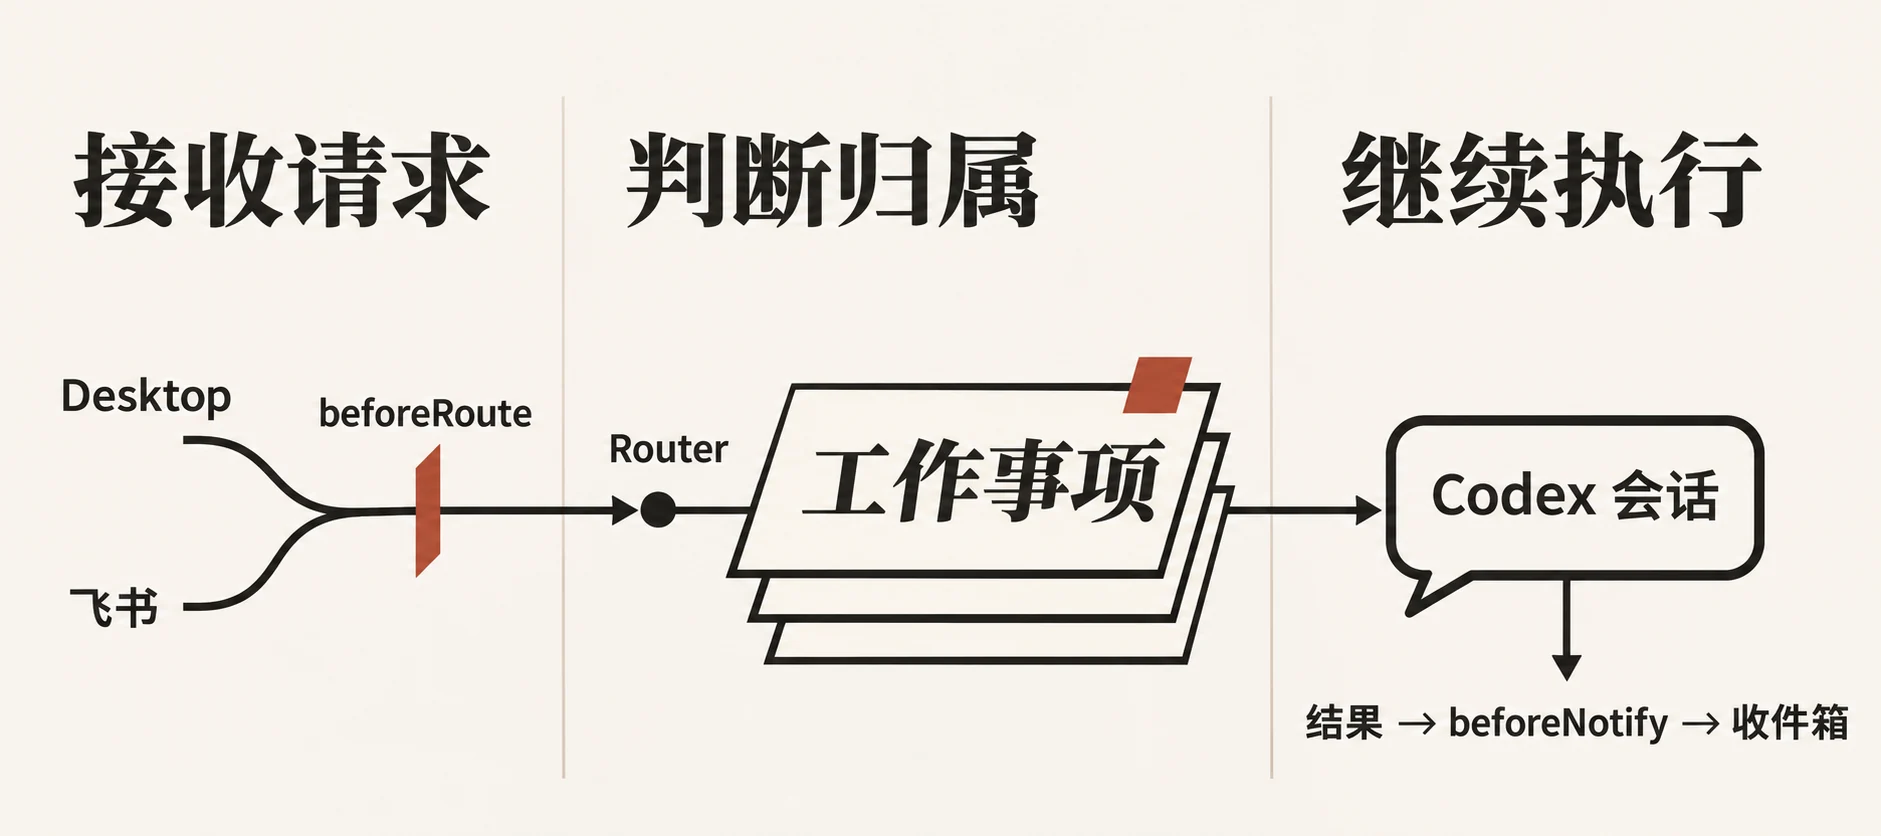 接收请求
判断归属
继续执行
Desktop
beforeRoute
飞书
Router
工作事项
Codex 会话
结果 → beforeNotify → 收件箱